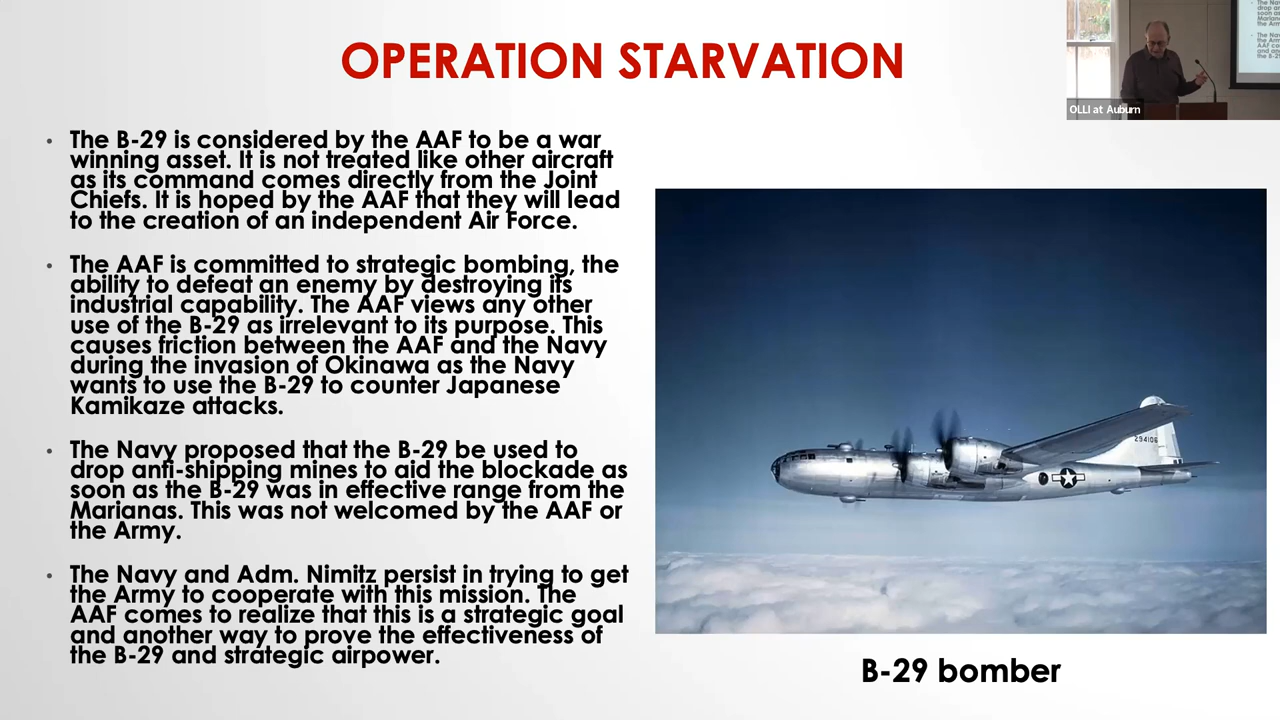 OPERATION STARVATION
• The B-29 is considered by the AAF to be a war
winning asset. It is not treated like other aircraft
as its command comes directly from the Joint
Chiefs. It is hoped by the AAF that they will lead
to the creation of an independent Air Force.
• The AAF is committed to strategic bombing, the
ability to defeat an enemy by destroying its
industrial capability. The AAF views any other
use of the B-29 as irrelevant to its purpose. This
causes friction between the AAF and the Navy
during the invasion of Okinawa as the Navy
wants to use the B-29 to counter Japanese
Kamikaze attacks.
• The Navy proposed that the B-29 be used to
drop anti-shipping mines to aid the blockade as
soon as the B-29 was in effective range from the
Marianas. This was not welcomed by the AAF or
the Army.
• The Navy and Adm. Nimitz persist in trying to get
the Army to cooperate with this mission. The
AAF comes to realize that this is a strategic goal
and another way to prove the effectiveness of
the B-29 and strategic airpower.
OLLI at Auburn
294106
B-29 bomber